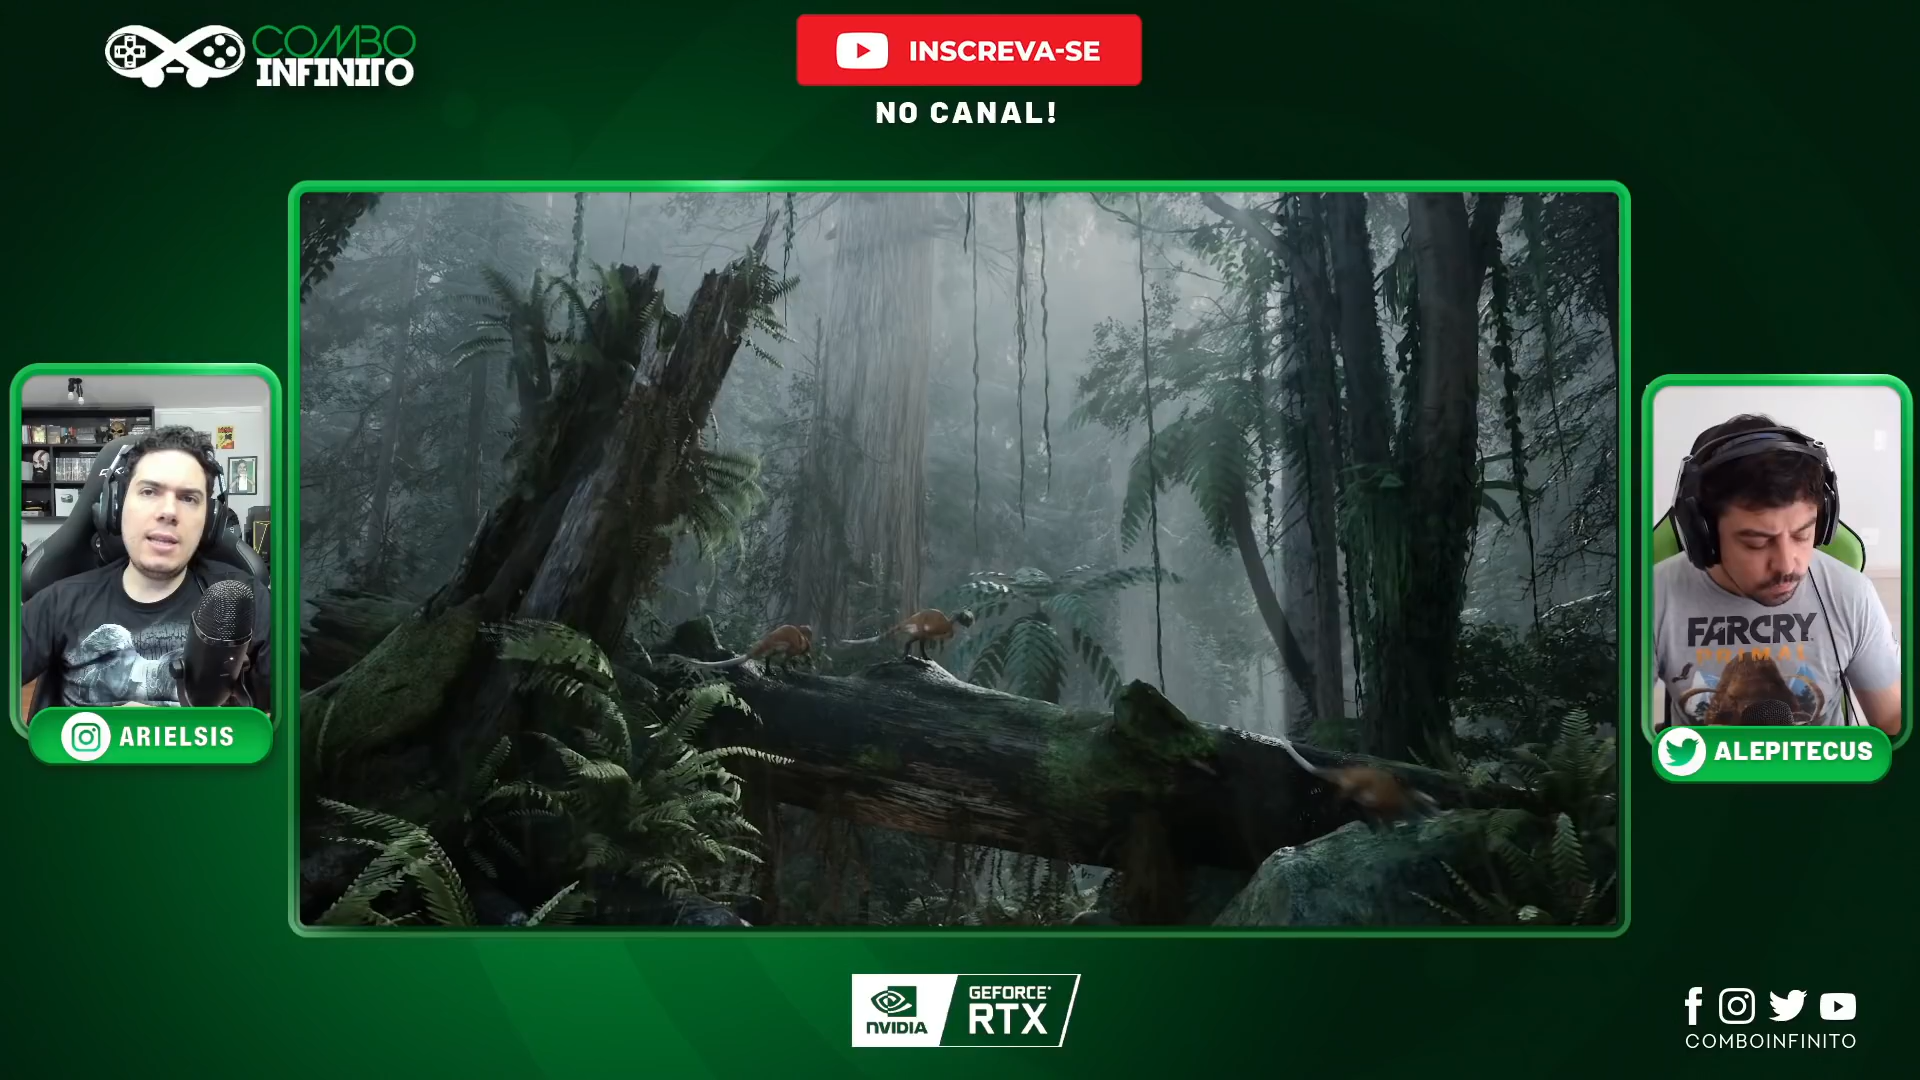 COMBO
INFINITO
INSCREVA-SE
NO CANAL!
ARIELSIS
FARCRY
PRIMAL
ALEPITECUS
NVIDIA
GEFORCE
RTX
COMBOINFINITO